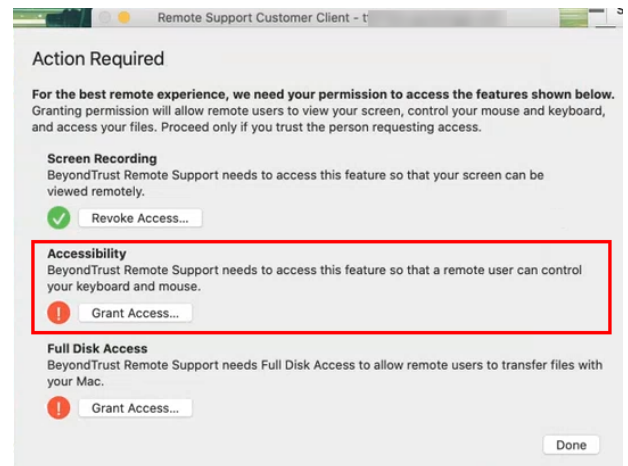 Remote Support Customer Client -
Action Required
For the best remote experience, we need your permission to access the features shown below.
Granting permission will allow remote users to view your screen, control your mouse and keyboard,
and access your files. Proceed only if you trust the person requesting access.
Screen Recording
BeyondTrust Remote Support needs to access this feature so that your screen can be
viewed remotely.
Revoke Access...
Accessibility
BeyondTrust Remote Support needs to access this feature so that a remote user can control
your keyboard and mouse.
Grant Access...
Full Disk Access
BeyondTrust Remote Support needs Full Disk Access to allow remote users to transfer files with
your Mac.
Grant Access...
Done